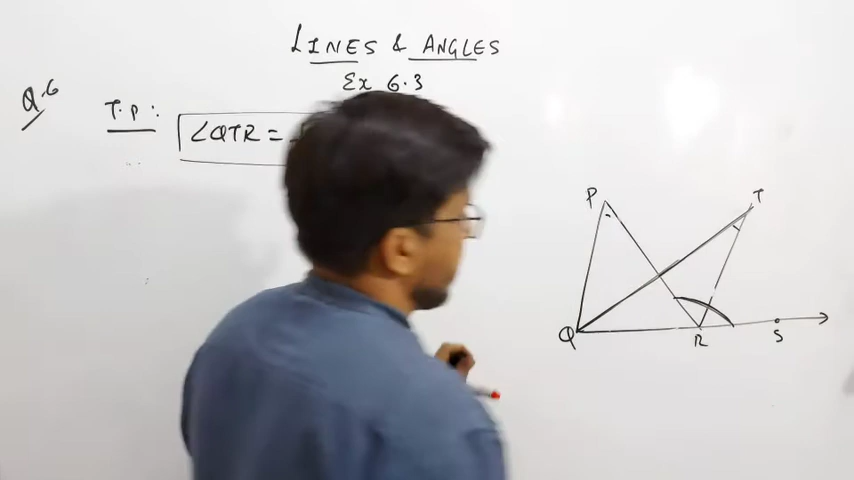 LINES & ANGLES
Ex 6.3
Q.6
T.P:
∠QTR =
P
T
Q
R
S